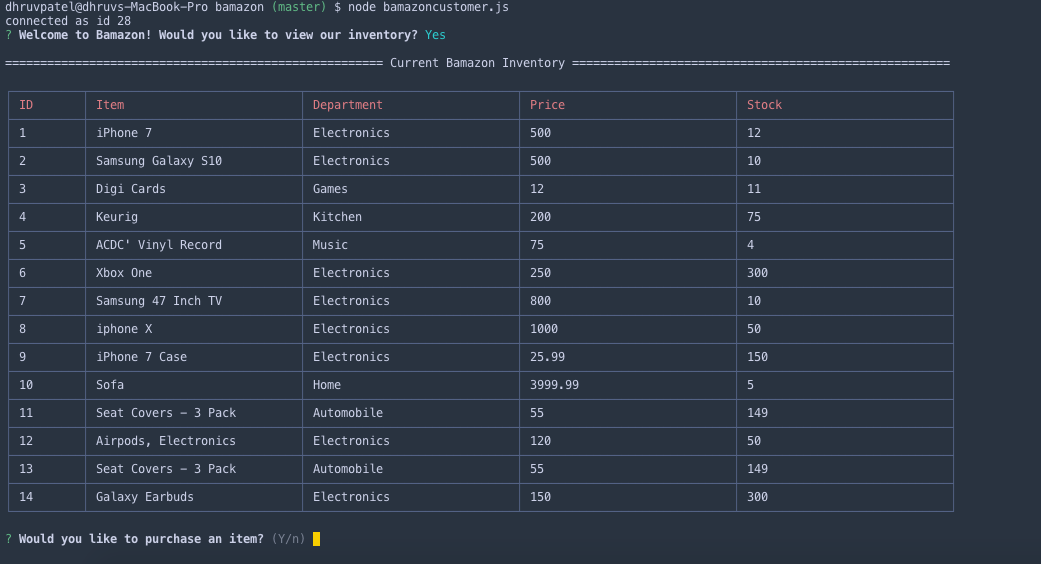 dhruvpatel@dhruvs-MacBook-Pro bamazon (master) $ node bamazoncustomer.js
connected as id 28
? Welcome to Bamazon! Would you like to view our inventory? Yes
====================================================== Current Bamazon Inventory ======================================================
ID Item Department Price Stock
1 iPhone 7 Electronics 500 12
2 Samsung Galaxy S10 Electronics 500 10
3 Digi Cards Games 12 11
4 Keurig Kitchen 200 75
5 ACDC' Vinyl Record Music 75 4
6 Xbox One Electronics 250 300
7 Samsung 47 Inch TV Electronics 800 10
8 iphone X Electronics 1000 50
9 iPhone 7 Case Electronics 25.99 150
10 Sofa Home 3999.99 5
11 Seat Covers - 3 Pack Automobile 55 149
12 Airpods, Electronics Electronics 120 50
13 Seat Covers - 3 Pack Automobile 55 149
14 Galaxy Earbuds Electronics 150 300
? Would you like to purchase an item? (Y/n)